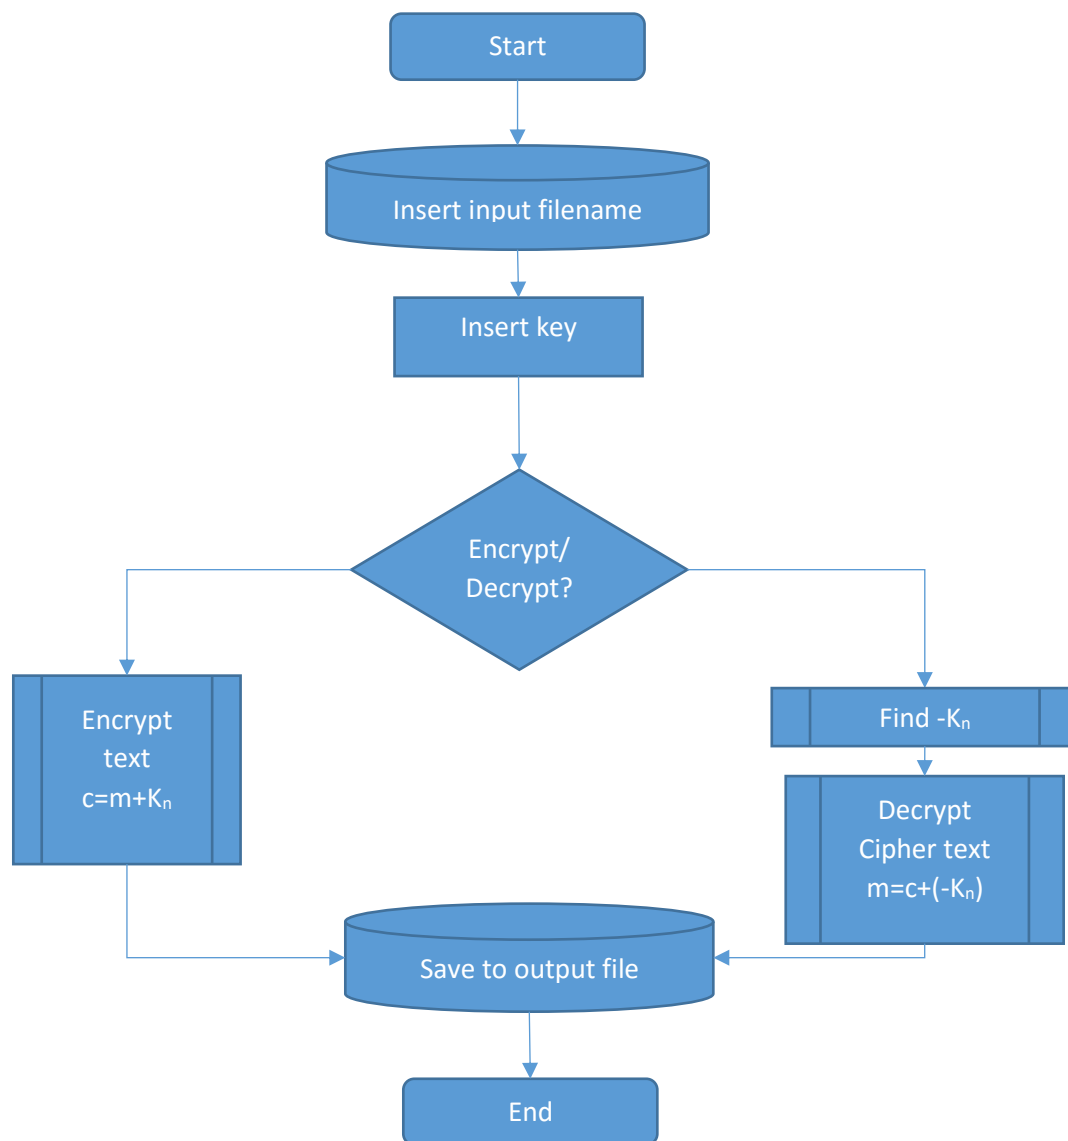 Start
Insert input filename
Insert key
Encrypt/
Decrypt?
Encrypt
text
c=m+Kₙ
Find -Kₙ
Decrypt
Cipher text
m=c+(-Kₙ)
Save to output file
End